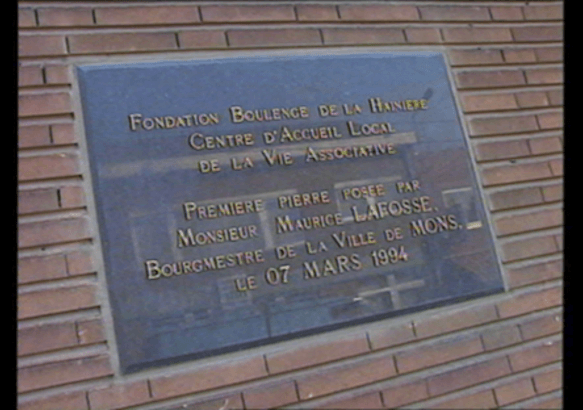 FONDATION BOULENGE DE LA HAINIERE
CENTRE D'ACCUEIL LOCAL
DE LA VIE ASSOCIATIVE
PREMIERE PIERRE POSEE PAR
MONSIEUR MAURICE LAFOSSE,
BOURGMESTRE DE LA VILLE DE MONS,
LE 07 MARS 1994